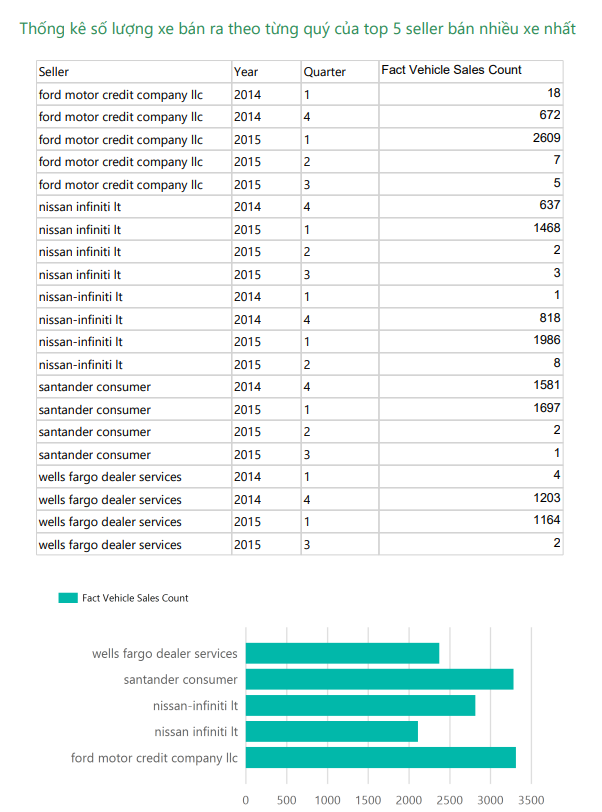 Thống kê số lượng xe bán ra theo từng quý của top 5 seller bán nhiều xe nhất
Seller Year Quarter Fact Vehicle Sales Count
ford motor credit company llc 2014 1 18
ford motor credit company llc 2014 4 672
ford motor credit company llc 2015 1 2609
ford motor credit company llc 2015 2 7
ford motor credit company llc 2015 3 5
nissan infiniti lt 2014 4 637
nissan infiniti lt 2015 1 1468
nissan infiniti lt 2015 2 2
nissan infiniti lt 2015 3 3
nissan-infiniti lt 2014 1 1
nissan-infiniti lt 2014 4 818
nissan-infiniti lt 2015 1 1986
nissan-infiniti lt 2015 2 8
santander consumer 2014 4 1581
santander consumer 2015 1 1697
santander consumer 2015 2 2
santander consumer 2015 3 1
wells fargo dealer services 2014 1 4
wells fargo dealer services 2014 4 1203
wells fargo dealer services 2015 1 1164
wells fargo dealer services 2015 3 2
Fact Vehicle Sales Count
wells fargo dealer services
santander consumer
nissan-infiniti lt
nissan infiniti lt
ford motor credit company llc
0 500 1000 1500 2000 2500 3000 3500